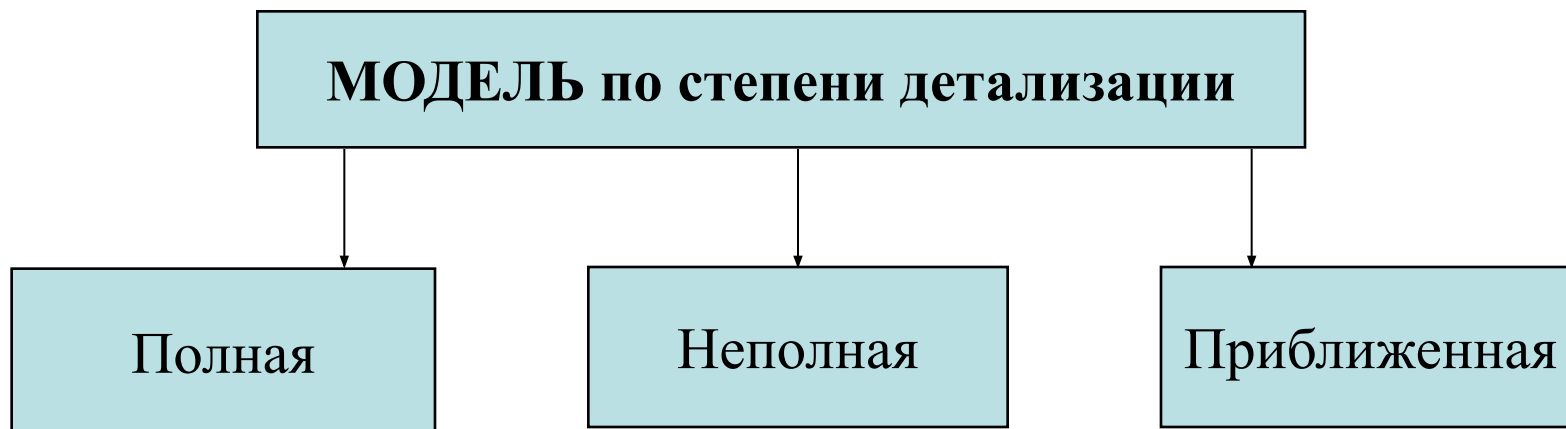 МОДЕЛЬ по степени детализации
Полная
Неполная
Приближенная